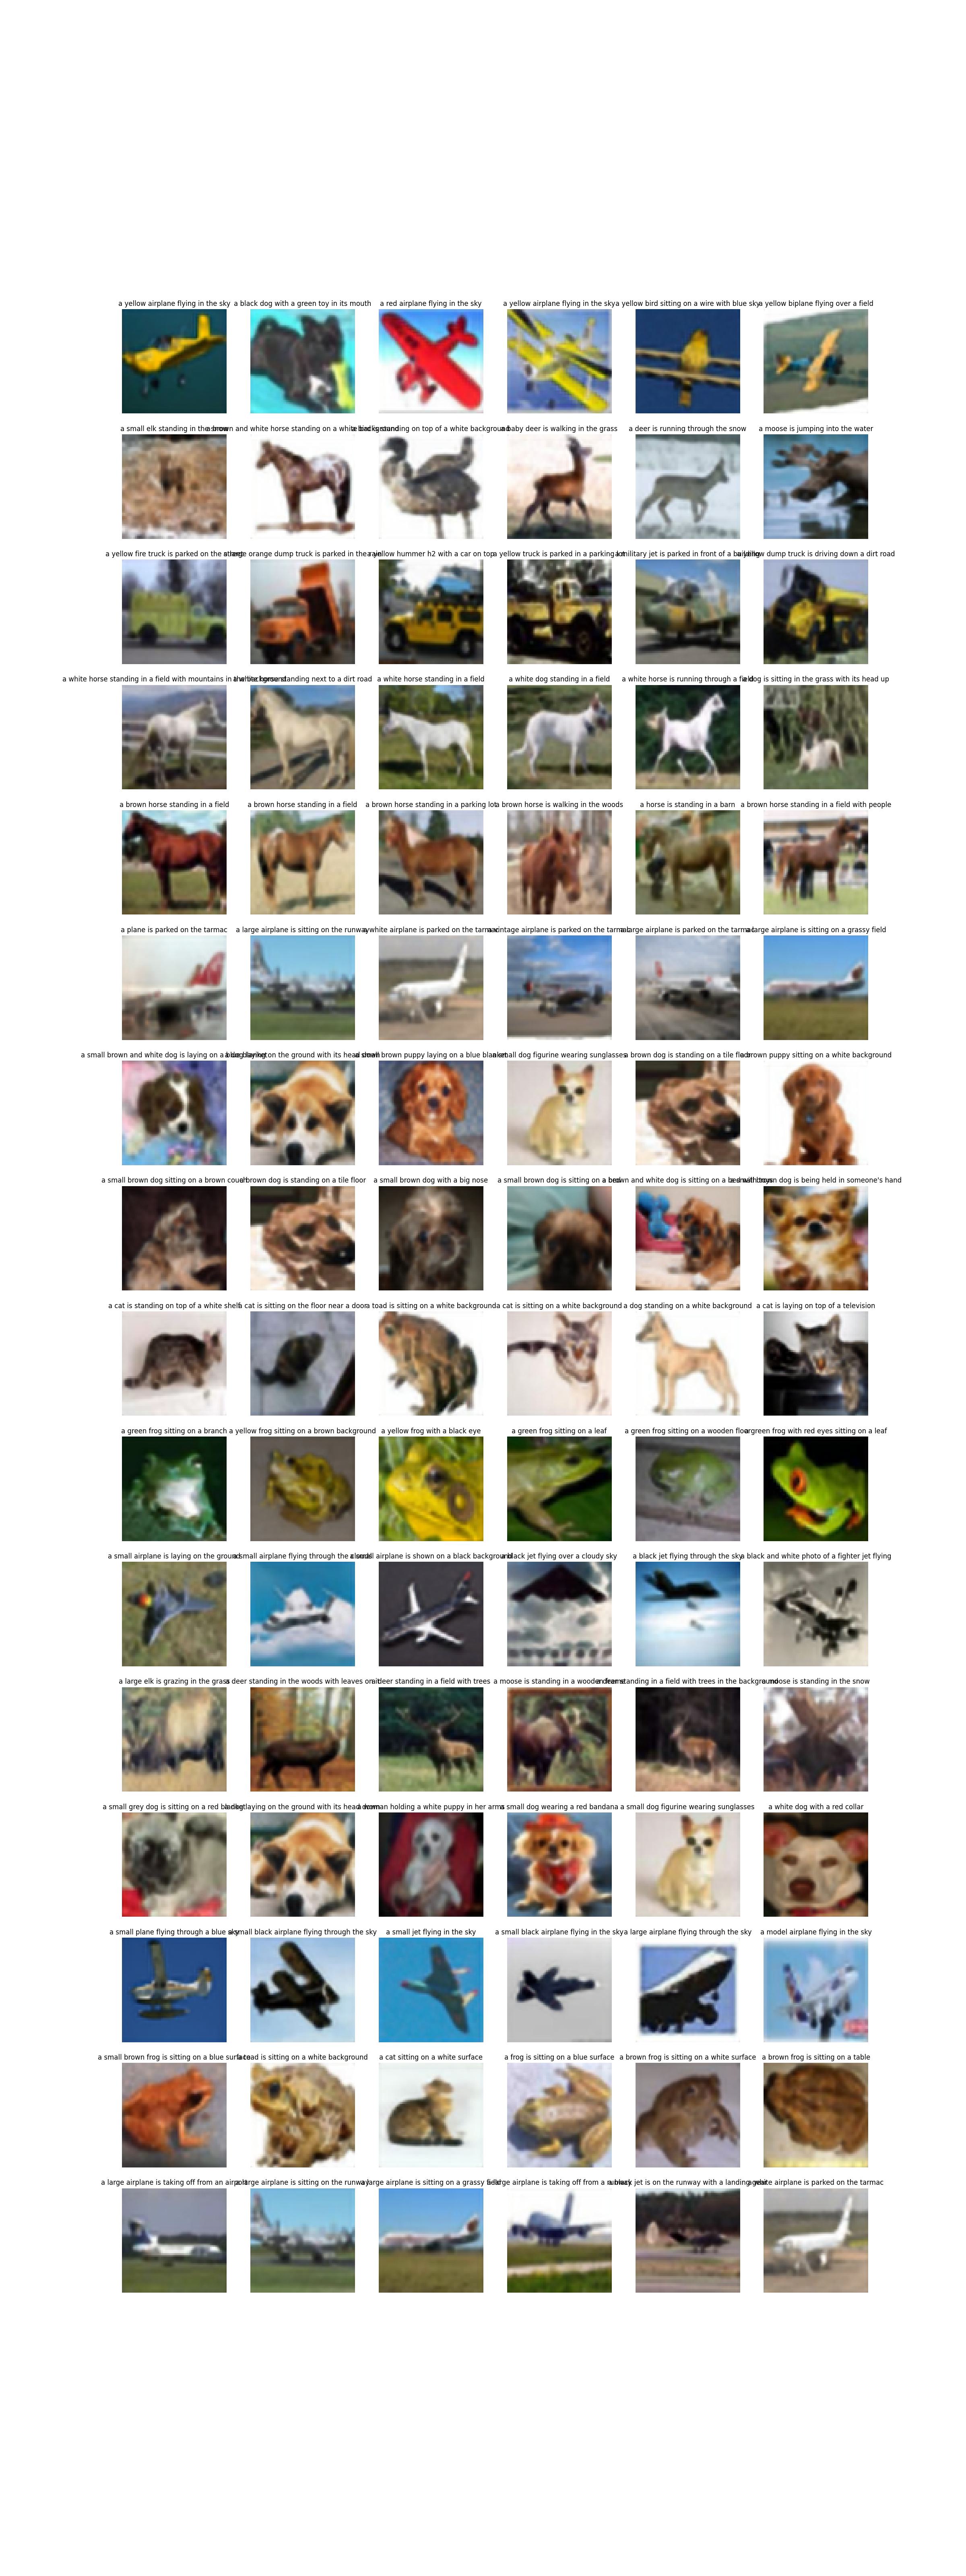 a yellow airplane flying in the sky a black dog with a green toy in its mouth a red airplane flying in the sky a yellow airplane flying in the sky a yellow bird sitting on a wire with blue sky a yellow biplane flying over a field
a small elk standing in the snow a brown and white horse standing on a white background a bird standing on top of a white background a baby deer is walking in the grass a deer is running through the snow a moose is jumping into the water
a yellow fire truck is parked on the street a large orange dump truck is parked in the rain a yellow hummer h2 with a car on top a yellow truck is parked in a parking lot a military jet is parked in front of a building a yellow dump truck is driving down a dirt road
a white horse standing in a field with mountains in the background a white horse standing next to a dirt road a white horse standing in a field a white dog standing in a field a white horse is running through a field a dog is sitting in the grass with its head up
a brown horse standing in a field a brown horse standing in a field a brown horse standing in a parking lot a brown horse is walking in the woods a horse is standing in a barn a brown horse standing in a field with people
a plane is parked on the tarmac a large airplane is sitting on the runway a white airplane is parked on the tarmac a vintage airplane is parked on the tarmac a large airplane is parked on the tarmac a large airplane is sitting on a grassy field
a small brown and white dog is laying on a blue blanket a dog laying on the ground with its head down a small brown puppy laying on a blue blanket a small dog figurine wearing sunglasses a brown dog is standing on a tile floor a brown puppy sitting on a white background
a small brown dog sitting on a brown couch a brown dog is standing on a tile floor a small brown dog with a big nose a small brown dog is sitting on a bed a brown and white dog is sitting on a bed with toys a small brown dog is being held in someone's hand
a cat is standing on top of a white shelf a cat is sitting on the floor near a door a toad is sitting on a white background a cat is sitting on a white background a dog standing on a white background a cat is laying on top of a television
a green frog sitting on a branch a yellow frog sitting on a brown background a yellow frog with a black eye a green frog sitting on a leaf a green frog sitting on a wooden floor a green frog with red eyes sitting on a leaf
a small airplane is laying on the ground a small airplane flying through the clouds a small airplane is shown on a black background a black jet flying over a cloudy sky a black jet flying through the sky a black and white photo of a fighter jet flying
a large elk is grazing in the grass a deer standing in the woods with leaves on it a deer standing in a field with trees a moose is standing in a wooden frame a deer standing in a field with trees in the background a moose is standing in the snow
a small grey dog is sitting on a red blanket a dog laying on the ground with its head down a woman holding a white puppy in her arms a small dog wearing a red bandana a small dog figurine wearing sunglasses a white dog with a red collar
a small plane flying through a blue sky a small black airplane flying through the sky a small jet flying in the sky a small black airplane flying in the sky a large airplane flying through the sky a model airplane flying in the sky
a small brown frog is sitting on a blue surface a toad is sitting on a white background a cat sitting on a white surface a frog is sitting on a blue surface a brown frog is sitting on a white surface a brown frog is sitting on a table
a large airplane is taking off from an airport a large airplane is sitting on the runway a large airplane is sitting on a grassy field a large airplane is taking off from a runway a black jet is on the runway with a landing gear a white airplane is parked on the tarmac